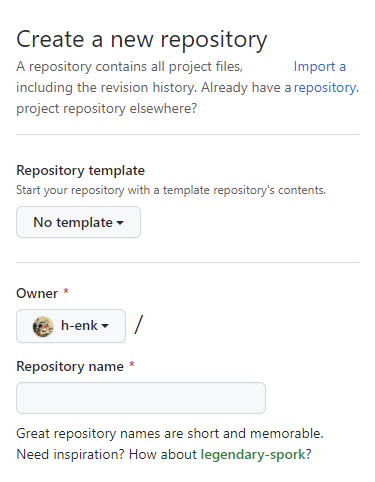 Create a new repository
A repository contains all project files, Import a
including the revision history. Already have a repository.
project repository elsewhere?
Repository template
Start your repository with a template repository's contents.
No template
Owner *
h-enk /
Repository name *
Great repository names are short and memorable.
Need inspiration? How about legendary-spork?